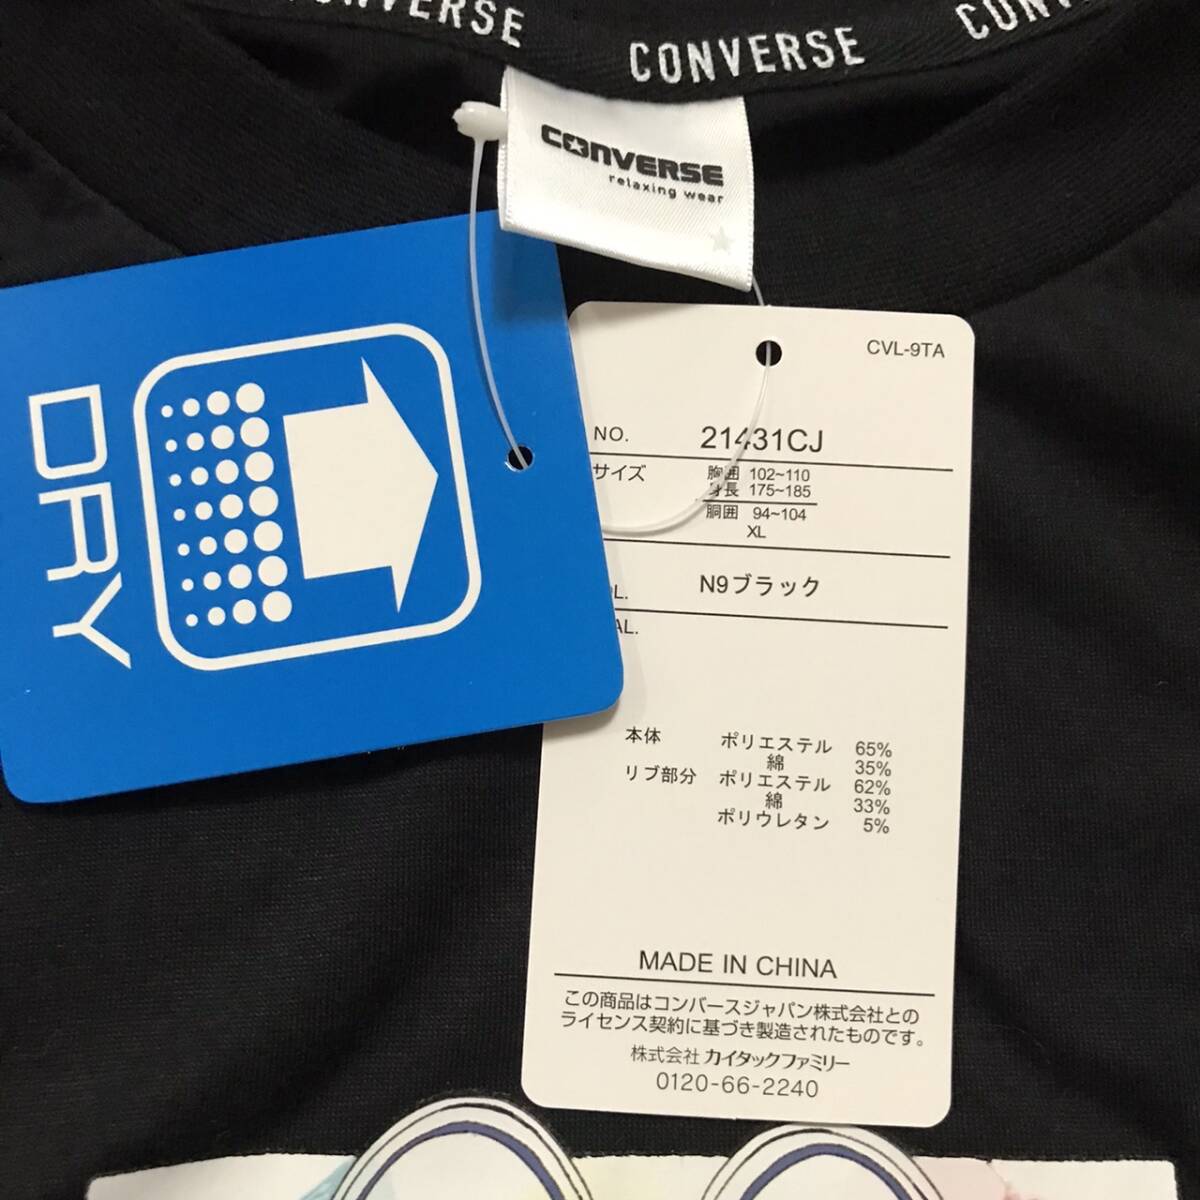 CONVERSE
CONVERSE
CONV
CONVERSE
relaxing wear
DRY
CVL-9TA
NO. 21431CJ
サイズ 胸囲 102~110
身長 175~185
胴囲 94~104
XL
N9ブラック
本体 ポリエステル 65%
綿 35%
リブ部分 ポリエステル 62%
綿 33%
ポリウレタン 5%
MADE IN CHINA
この商品はコンバースジャパン株式会社との
ライセンス契約に基づき製造されたものです。
株式会社 カイタックファミリー
0120-66-2240